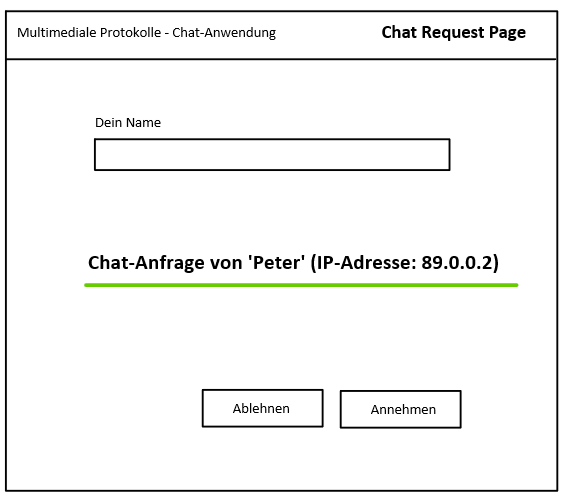 Multimediale Protokolle - Chat-Anwendung Chat Request Page
Dein Name
Chat-Anfrage von 'Peter' (IP-Adresse: 89.0.0.2)
Ablehnen Annehmen